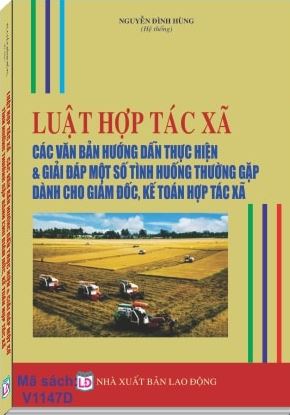 NGUYỄN ĐÌNH HÙNG
(Hệ thống)
LUẬT HỢP TÁC XÃ
CÁC VĂN BẢN HƯỚNG DẪN THỰC HIỆN
& GIẢI ĐÁP MỘT SỐ TÌNH HUỐNG THƯỜNG GẶP
DÀNH CHO GIÁM ĐỐC, KẾ TOÁN HỢP TÁC XÃ
Mã sách:
V1147D
LĐ
NHÀ XUẤT BẢN LAO ĐỘNG